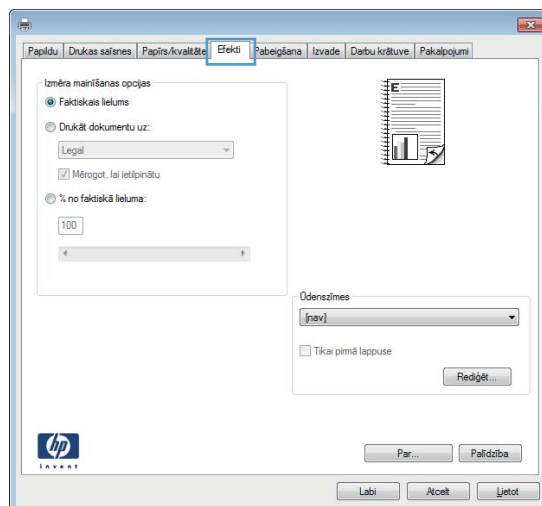 Papildu Drukas saīsnes Papīrs/kvalitāte Efekti Pabeigšana Izvade Darbu krātuve Pakalpojumi
Izmēra mainīšanas opcijas
Faktiskais lielums
Drukāt dokumentu uz:
Legal
Mērogot, lai ietilpinātu
% no faktiskā lieluma:
100
E
Ūdenszīmes
[nav]
Tikai pirmā lappuse
Rediģēt...
hp
invent
Par... Palīdzība
Labi Atcelt Lietot